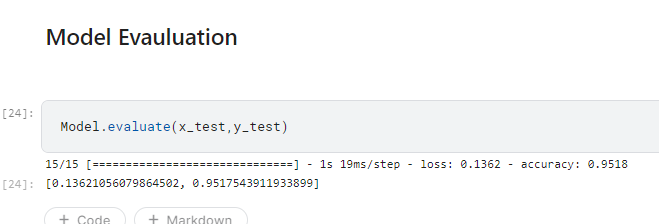 Model Evauluation
[24]:
Model.evaluate(x_test,y_test)
15/15 [==============================] - 1s 19ms/step - loss: 0.1362 - accuracy: 0.9518
[24]: [0.13621056079864502, 0.9517543911933899]
+ Code + Markdown